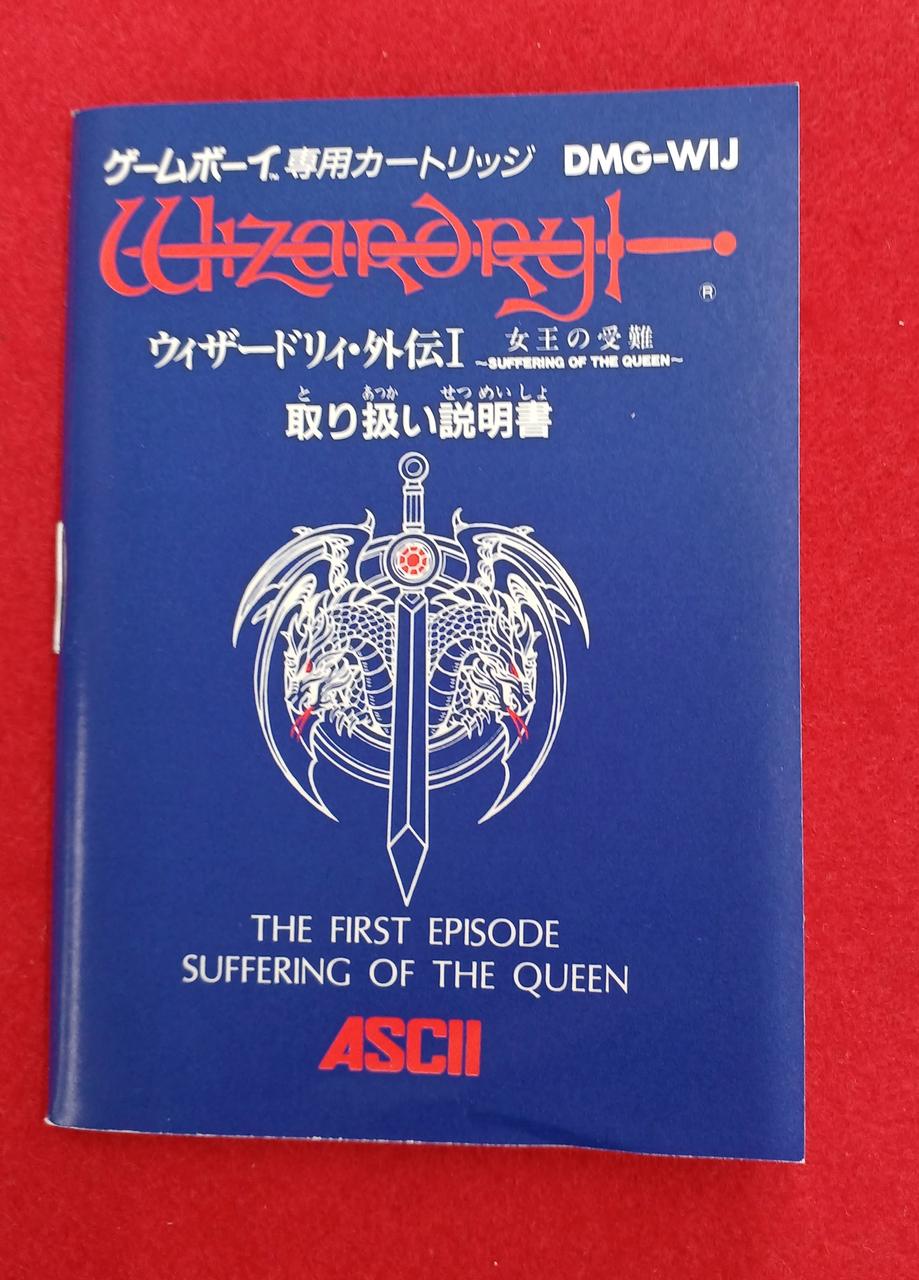 ゲームボーイ™専用カートリッジ DMG-WIJ
Wizardry
®
ウィザードリィ・外伝I 女王の受難
~SUFFERING OF THE QUEEN~
と あつか せつ めい しょ
取り扱い説明書
THE FIRST EPISODE
SUFFERING OF THE QUEEN
ASCII